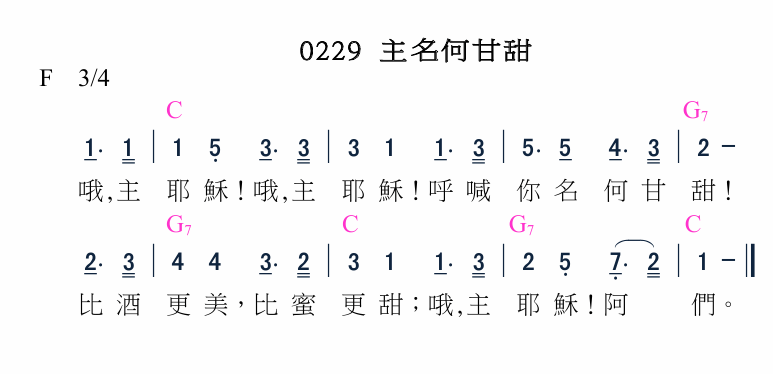 0229 主名何甘甜
F 3/4
C G7
1· 1 | 1 5 3· 3 | 3 1 1· 3 | 5· 5 4· 3 | 2 –
哦,主 耶穌!哦,主 耶穌!呼喊 你名 何甘 甜!
G7 C G7 C
2· 3 | 4 4 3· 2 | 3 1 1· 3 | 2 5 7· 2 | 1 – ‖
比酒 更美,比蜜 更甜;哦,主 耶穌!阿 們。